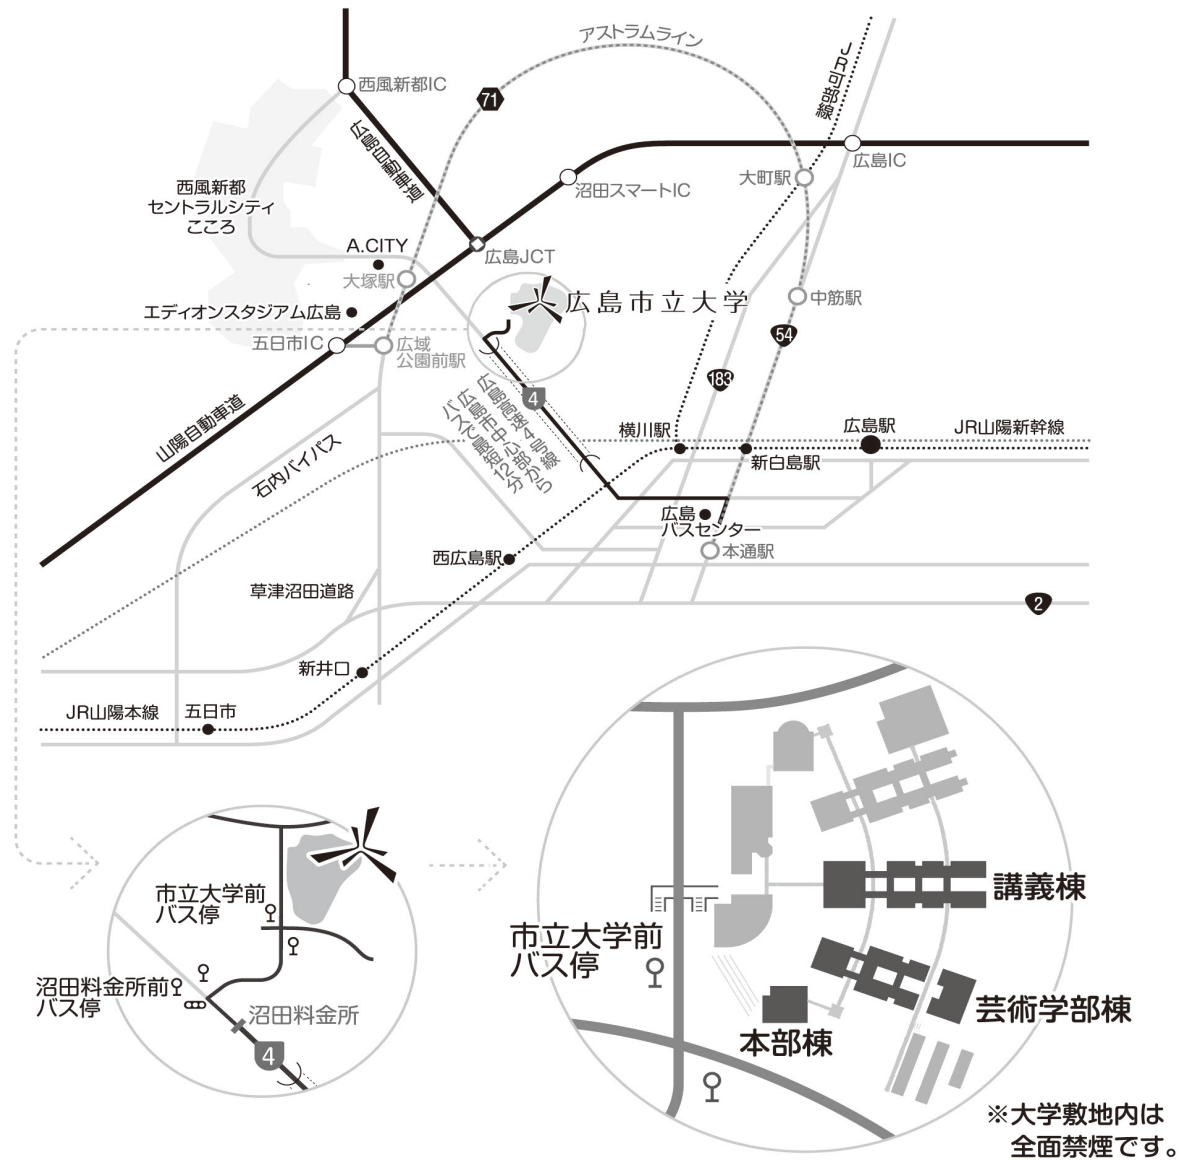 アストラムライン
JR可部線
西風新都IC
71
広島自動車道
広島IC
大町駅
沼田スマートIC
西風新都
セントラルシティ
こころ
A.CITY
広島JCT
大塚駅
広島市立大学
中筋駅
エディオンスタジアム広島
五日市IC
広域
公園前駅
54
183
4
広島高速4号線
広島市中心部から
バスで最短12分
山陽自動車道
石内バイパス
横川駅
広島駅
JR山陽新幹線
新白島駅
広島
バスセンター
本通駅
西広島駅
草津沼田道路
2
新井口
JR山陽本線
五日市
市立大学前
バス停
沼田料金所前
バス停
沼田料金所
4
講義棟
市立大学前
バス停
芸術学部棟
本部棟
※大学敷地内は
全面禁煙です。